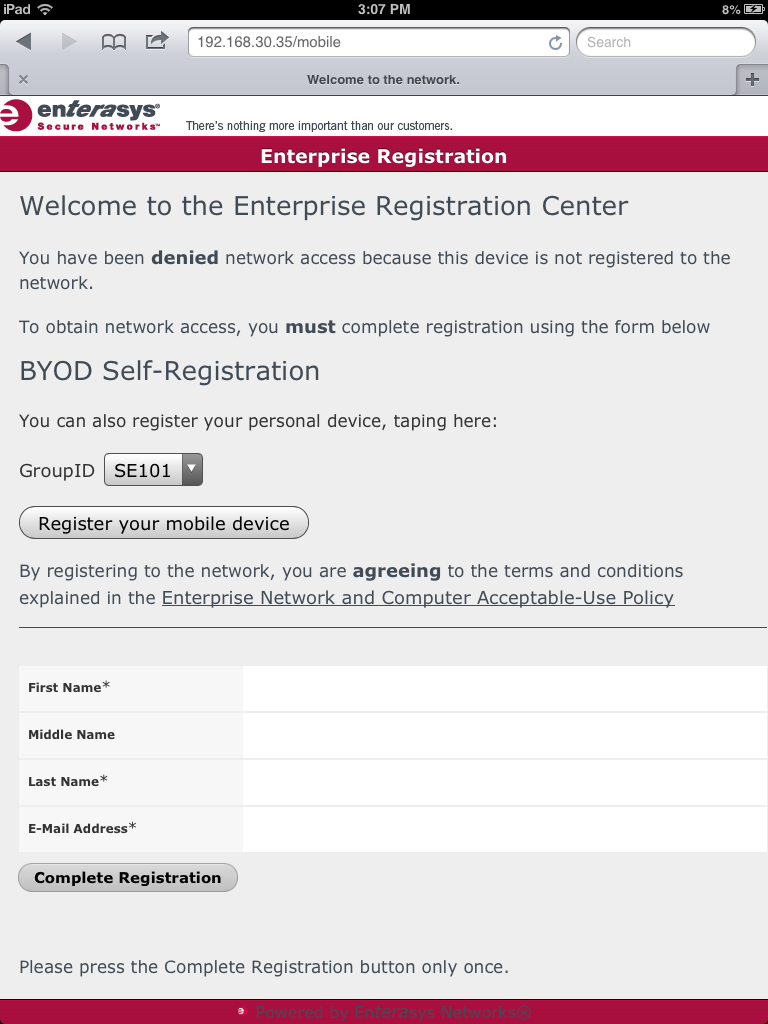 iPad 3:07 PM 8%
192.168.30.35/mobile Search
Welcome to the network.
enterasys®
Secure Networks™ There's nothing more important than our customers.
Enterprise Registration
Welcome to the Enterprise Registration Center
You have been denied network access because this device is not registered to the
network.
To obtain network access, you must complete registration using the form below
BYOD Self-Registration
You can also register your personal device, taping here:
GroupID SE101
Register your mobile device
By registering to the network, you are agreeing to the terms and conditions
explained in the Enterprise Network and Computer Acceptable-Use Policy
First Name*
Middle Name
Last Name*
E-Mail Address*
Complete Registration
Please press the Complete Registration button only once.
Powered by Enterasys Networks®